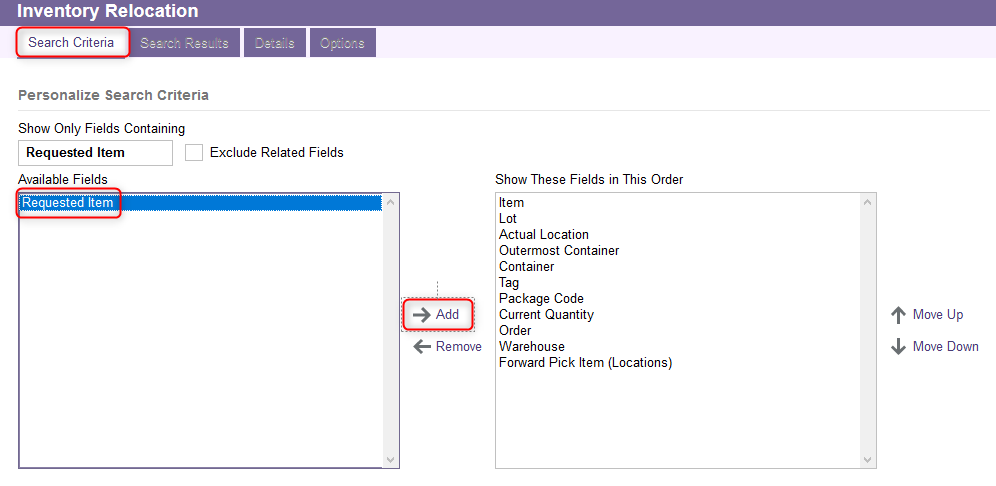 Inventory Relocation
Search Criteria
Search Results
Details
Options
Personalize Search Criteria
Show Only Fields Containing
Requested Item
Exclude Related Fields
Available Fields
Requested Item
Add
Remove
Show These Fields in This Order
Item
Lot
Actual Location
Outermost Container
Container
Tag
Package Code
Current Quantity
Order
Warehouse
Forward Pick Item (Locations)
Move Up
Move Down